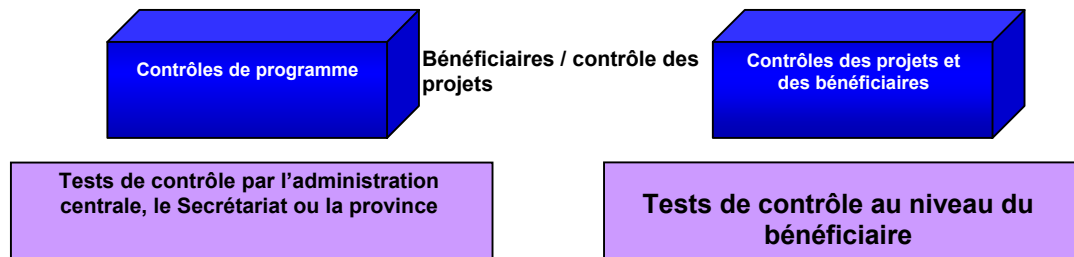 Contrôles de programme
Bénéficiaires / contrôle des
projets
Contrôles des projets et
des bénéficiaires
Tests de contrôle par l’administration
centrale, le Secrétariat ou la province
Tests de contrôle au niveau du
bénéficiaire